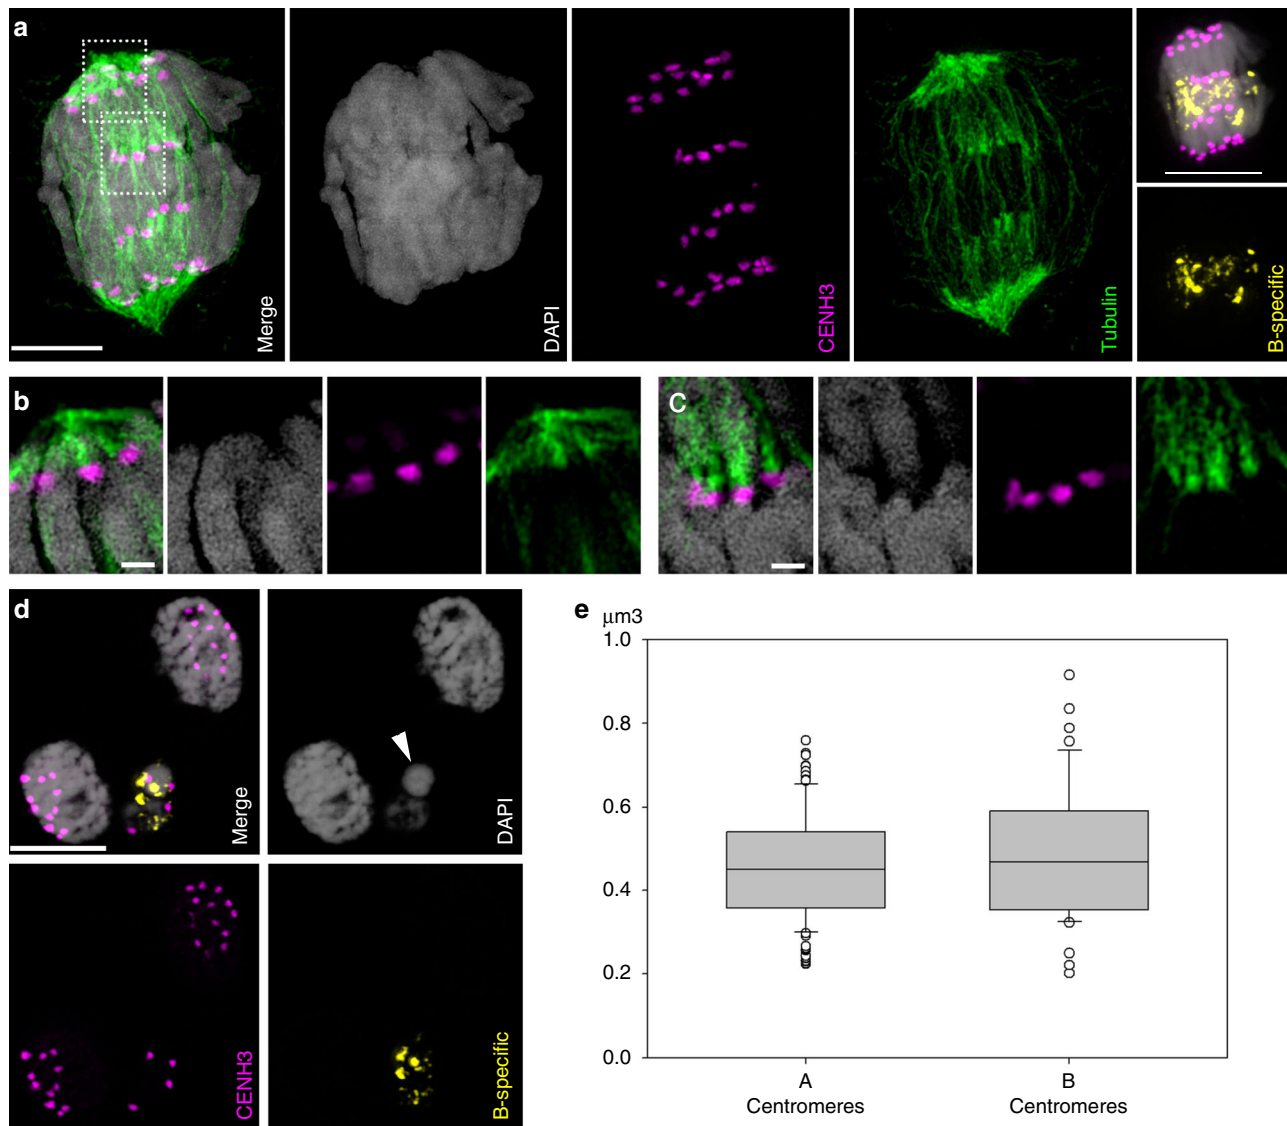 a
Merge
DAPI
CENH3
Tubulin
B-specific
b
c
d
Merge
DAPI
CENH3
B-specific
e
μm3
1.0
0.8
0.6
0.4
0.2
0.0
A
Centromeres
B
Centromeres